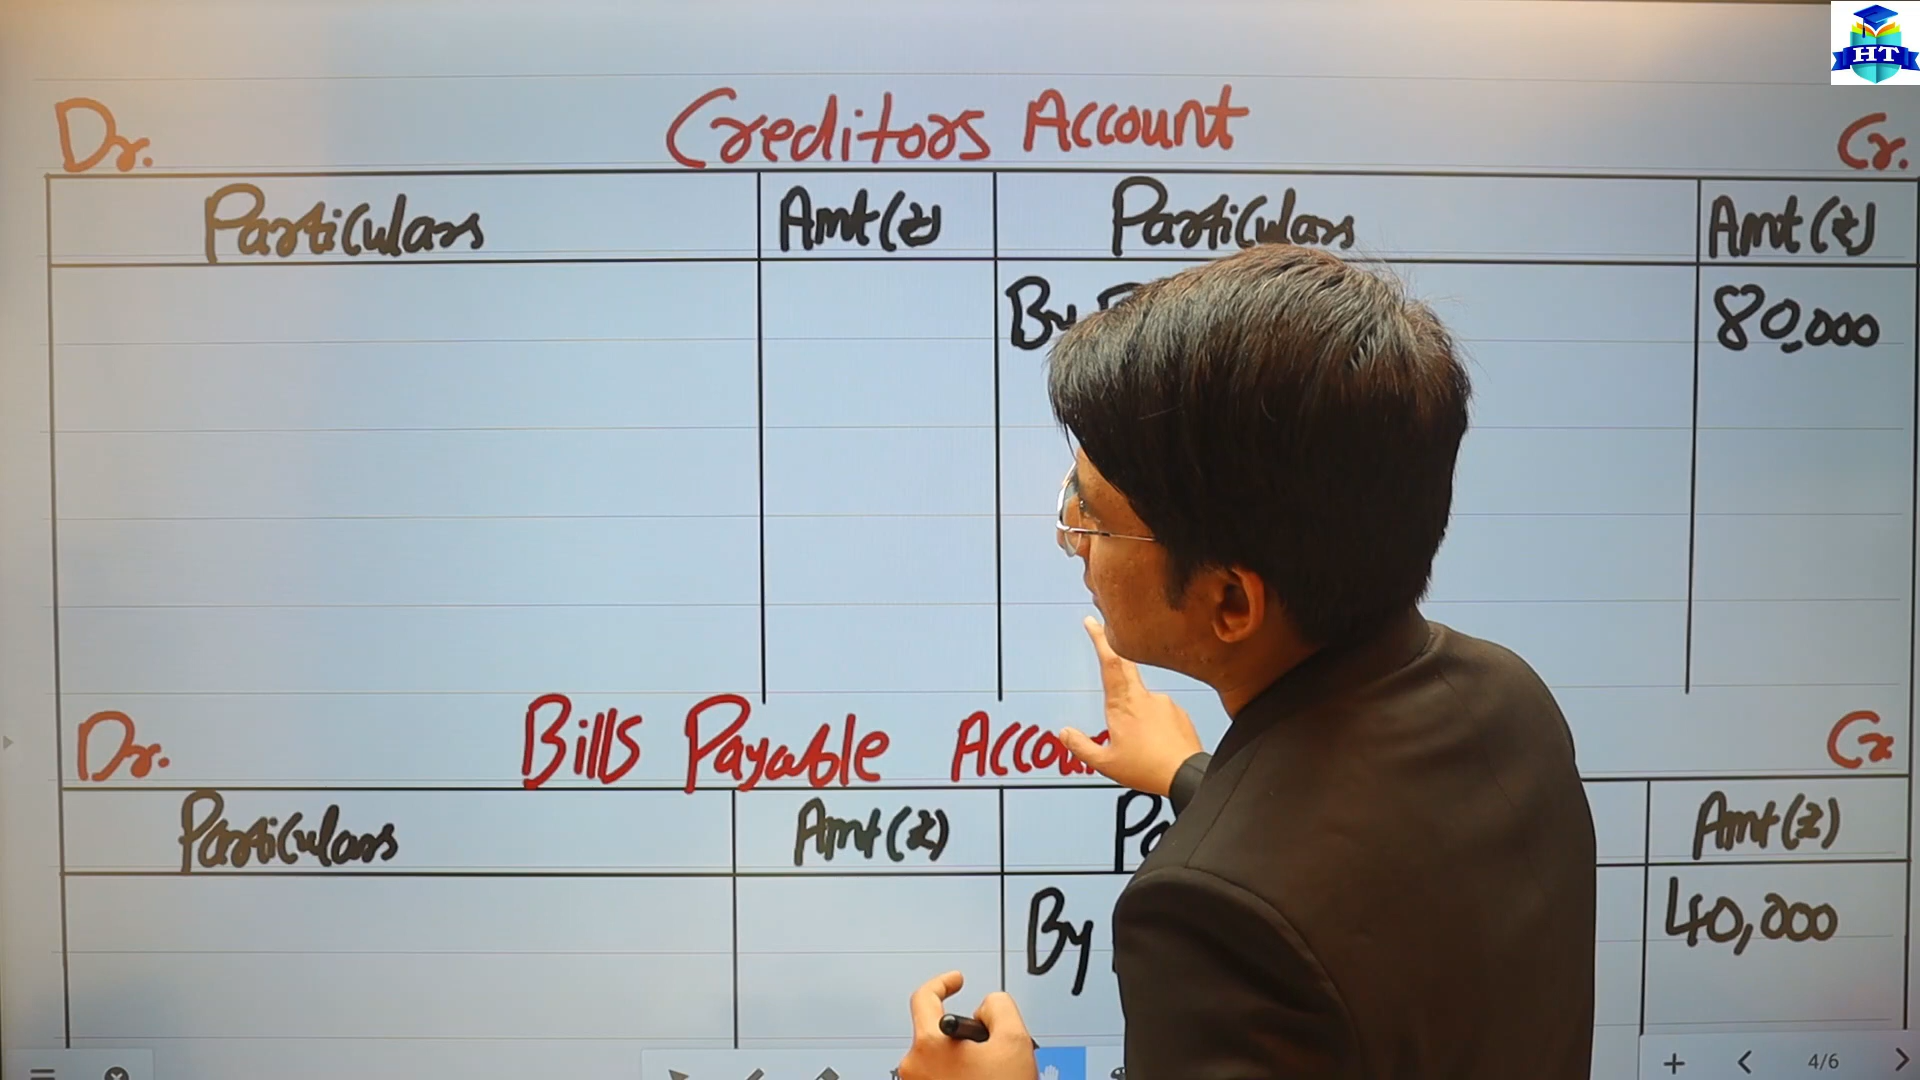 HT
Creditors Account
Dr. Cr.
Particulars Amt(₹) Particulars Amt(₹)
By 80,000
Bills Payable
Dr. Cr
Particulars Amt(₹) Amt(₹)
By 40,000
4/6